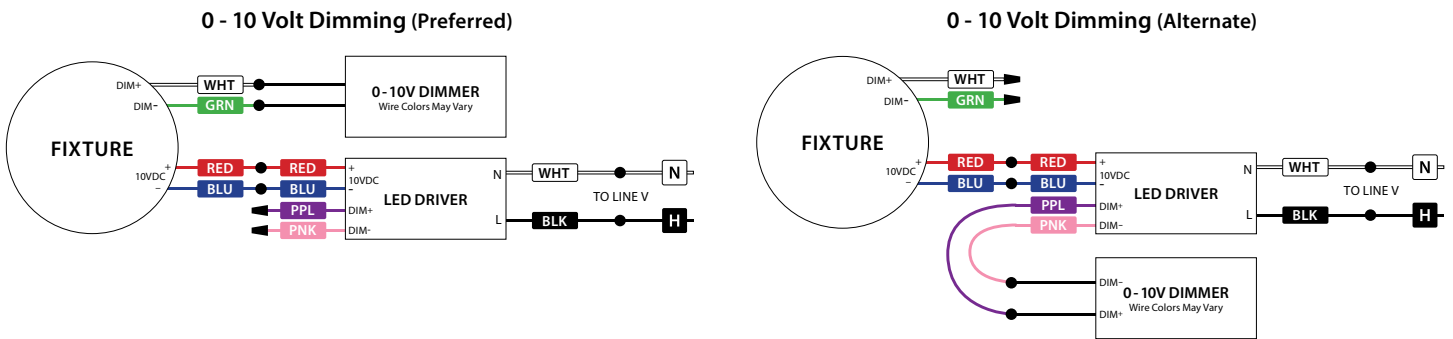 0 - 10 Volt Dimming (Preferred)
DIM+
WHT
DIM–
GRN
0 - 10V DIMMER
Wire Colors May Vary
FIXTURE
+
10VDC
–
RED
RED
BLU
BLU
PPL
PNK
+
10VDC
–
DIM+
DIM-
LED DRIVER
N
L
WHT
N
TO LINE V
BLK
H
0 - 10 Volt Dimming (Alternate)
DIM+
WHT
DIM–
GRN
FIXTURE
+
10VDC
–
RED
RED
BLU
BLU
PPL
PNK
+
10VDC
-
DIM+
DIM–
LED DRIVER
N
L
WHT
N
TO LINE V
BLK
H
DIM–
0 - 10V DIMMER
Wire Colors May Vary
DIM+